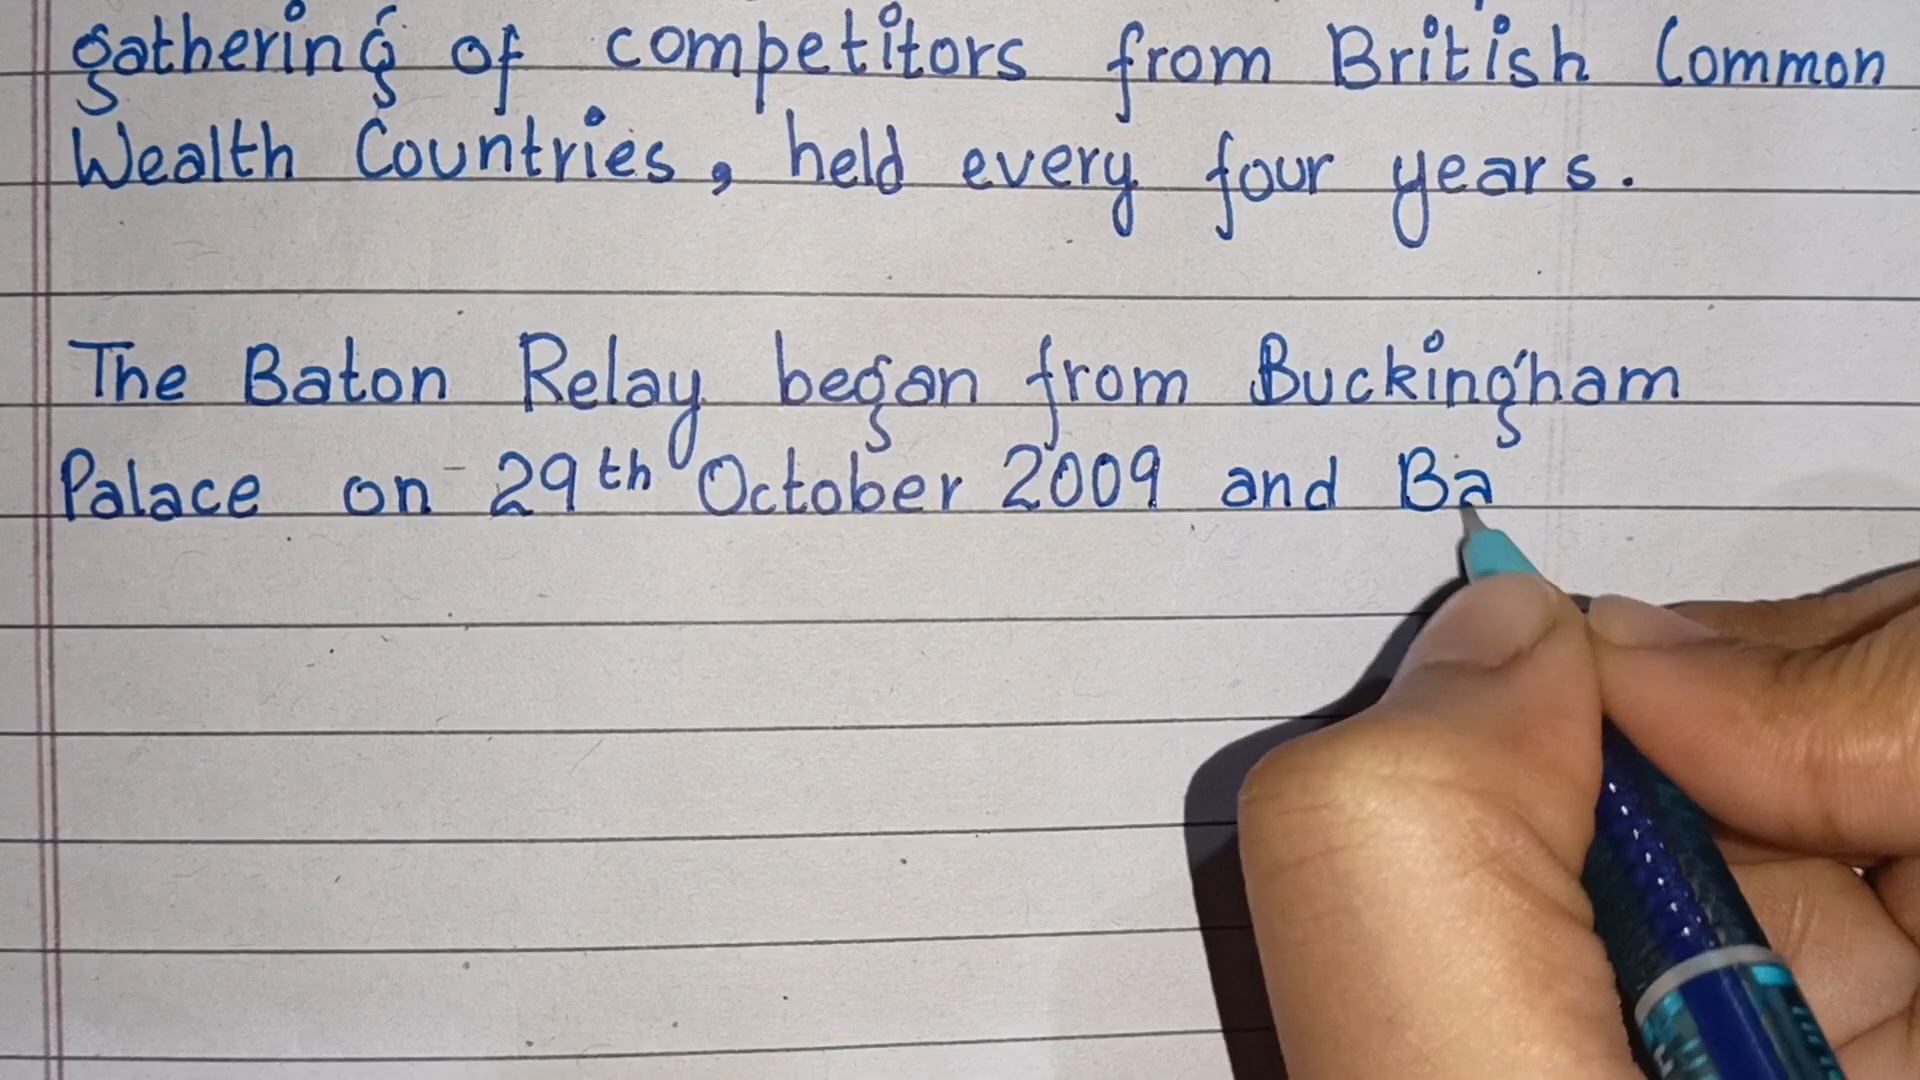 gathering of competitors from British Common
Wealth Countries, held every four years.
The Baton Relay began from Buckingham
Palace on 29th October 2009 and Ba